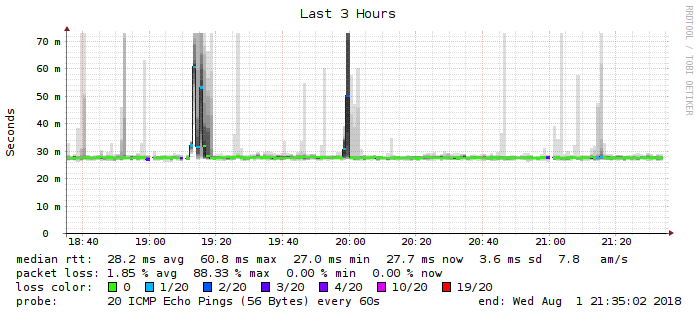 Last 3 Hours
RRDTOOL / TOBI OETIKER
Seconds
70 m
60 m
50 m
40 m
30 m
20 m
10 m
0
18:40 19:00 19:20 19:40 20:00 20:20 20:40 21:00 21:20
median rtt: 28.2 ms avg 60.8 ms max 27.0 ms min 27.7 ms now 3.6 ms sd 7.8 am/s
packet loss: 1.85 % avg 88.33 % max 0.00 % min 0.00 % now
loss color: 0 1/20 2/20 3/20 4/20 10/20 19/20
probe: 20 ICMP Echo Pings (56 Bytes) every 60s end: Wed Aug 1 21:35:02 2018